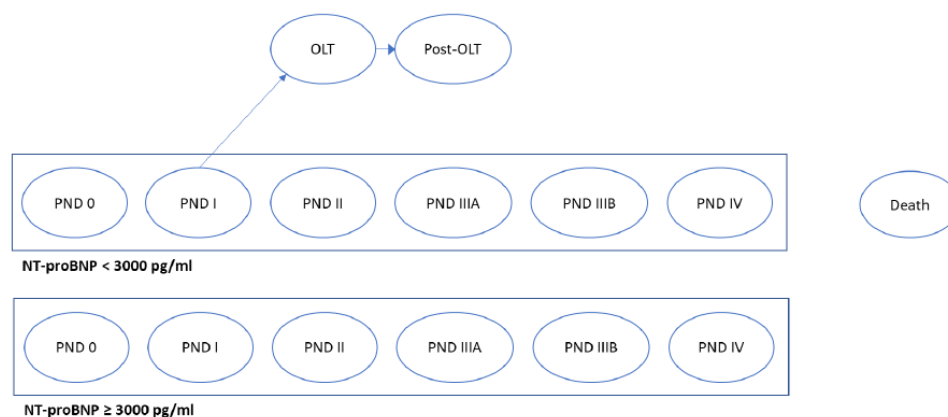 OLT
Post-OLT
PND 0
PND I
PND II
PND IIIA
PND IIIB
PND IV
Death
NT-proBNP < 3000 pg/ml
PND 0
PND I
PND II
PND IIIA
PND IIIB
PND IV
NT-proBNP ≥ 3000 pg/ml